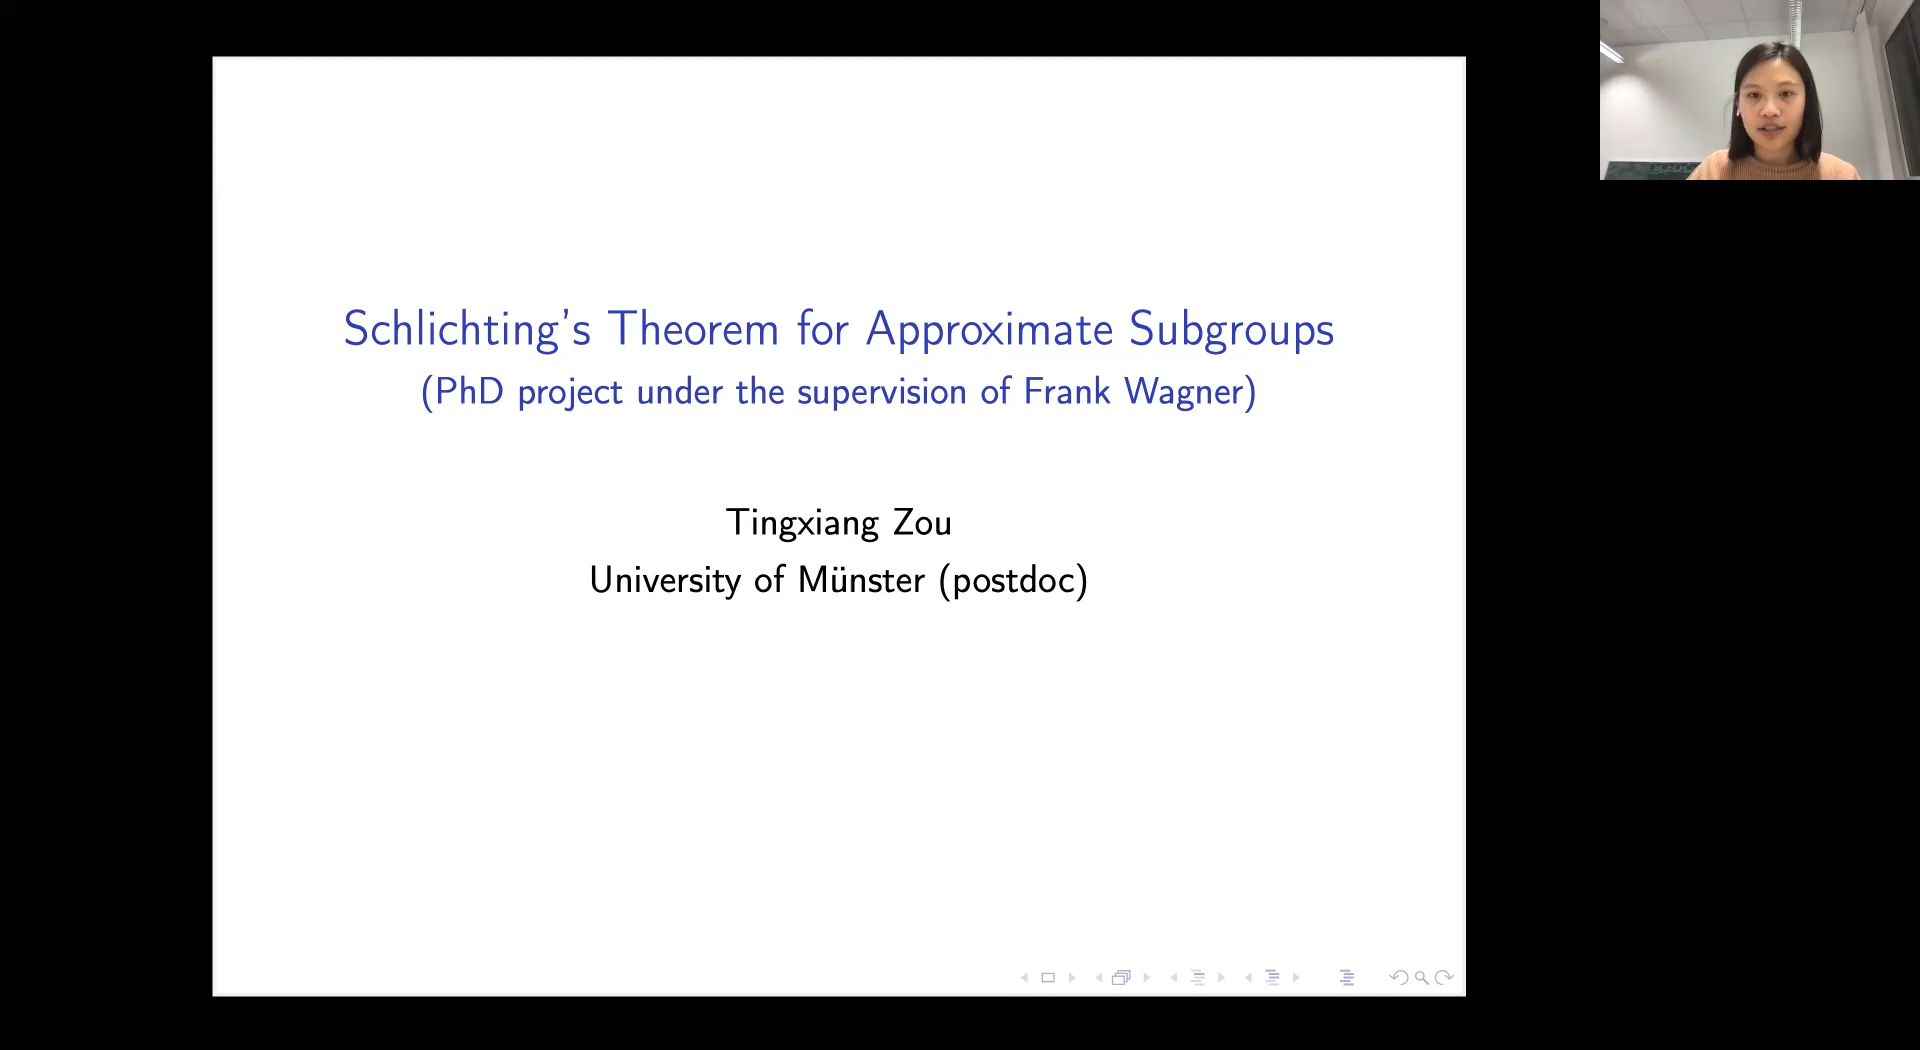 Schlichting's Theorem for Approximate Subgroups
(PhD project under the supervision of Frank Wagner)
Tingxiang Zou
University of Münster (postdoc)